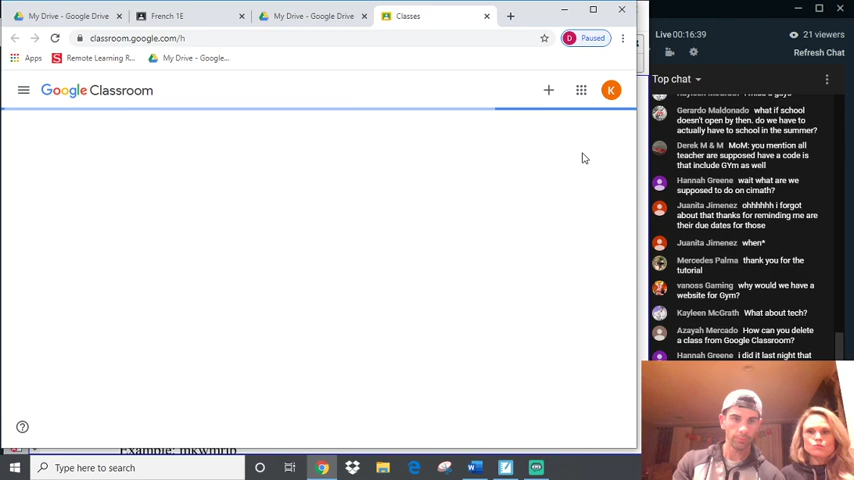 My Drive - Google Drive
French 1E
My Drive - Google Drive
Classes
classroom.google.com/h
D
Paused
Apps
S
Remote Learning R...
My Drive - Google...
Google Classroom
K
Example: mkwmrlb
Type here to search
Live 00:16:39
21 viewers
Refresh Chat
Top chat
Gerardo Maldonado what if school
doesn't open by then. do we have to
actually have to school in the summer?
Derek M & M MoM: you mention all
teacher are supposed have a code is
that include GYm as well
Hannah Greene wait what are we
supposed to do on cimath?
Juanita Jimenez ohhhhhh i forgot
about that thanks for reminding me are
their due dates for those
Juanita Jimenez when*
Mercedes Palma thank you for the
tutorial
vanoss Gaming why would we have a
website for Gym?
Kayleen McGrath What about tech?
Azayah Mercado How can you delete
a class from Google Classroom?
Hannah Greene i did it last night that